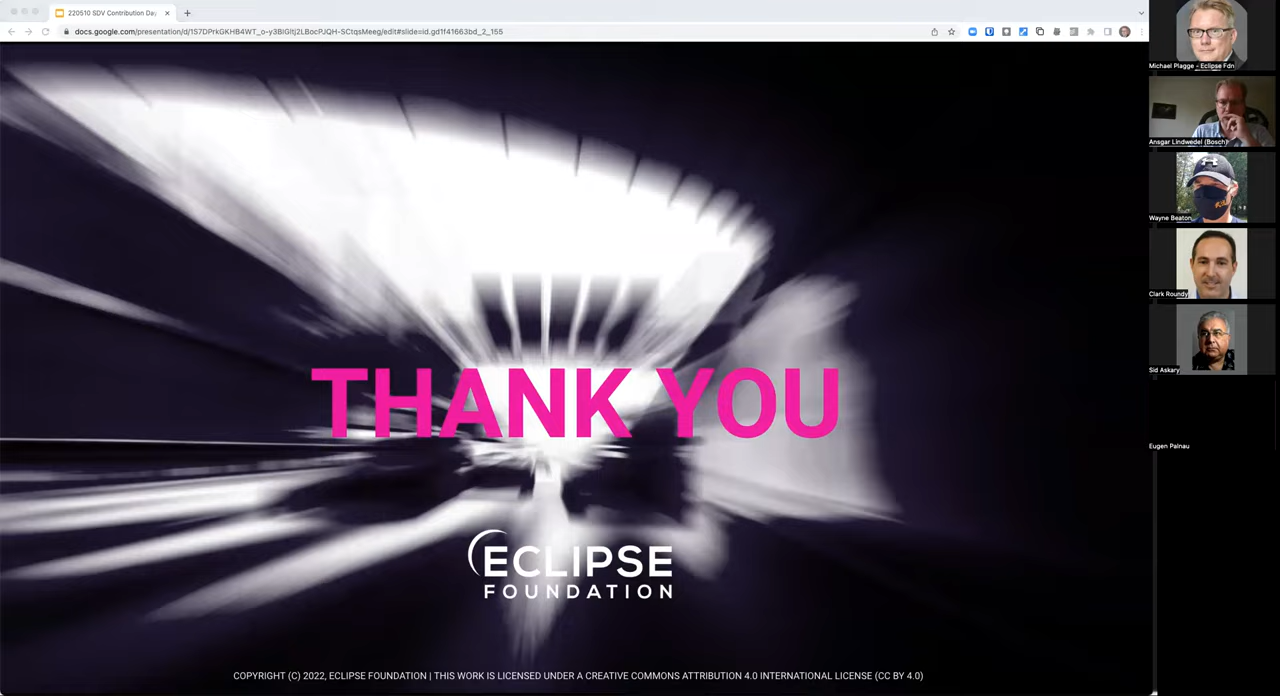 220510 SDV Contribution Day
docs.google.com/presentation/d/1S7DPrkGKHB4WT_o-y3BIGltj2LBocPJQH-SCtqsMeeg/edit#slide=id.gd1f41663bd_2_155
Michael Plagge - Eclipse Fdn
Ansgar Lindwedel (Bosch)
Wayne Beaton
Clark Roundy
Sid Askary
THANK YOU
Eugen Palnau
ECLIPSE
FOUNDATION
COPYRIGHT (C) 2022, ECLIPSE FOUNDATION | THIS WORK IS LICENSED UNDER A CREATIVE COMMONS ATTRIBUTION 4.0 INTERNATIONAL LICENSE (CC BY 4.0)